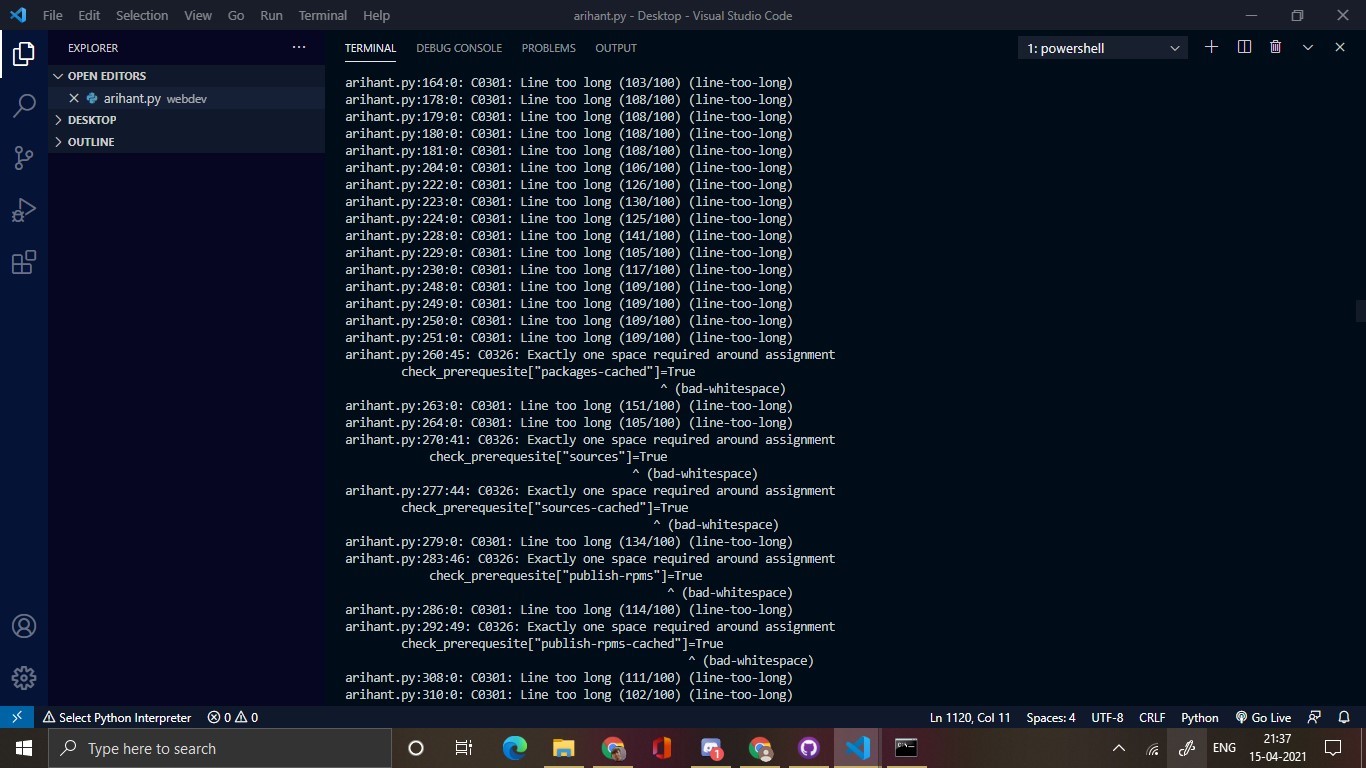 File Edit Selection View Go Run Terminal Help
arihant.py - Desktop - Visual Studio Code
EXPLORER
OPEN EDITORS
arihant.py webdev
DESKTOP
OUTLINE
TERMINAL DEBUG CONSOLE PROBLEMS OUTPUT
1: powershell
arihant.py:164:0: C0301: Line too long (103/100) (line-too-long)
arihant.py:178:0: C0301: Line too long (108/100) (line-too-long)
arihant.py:179:0: C0301: Line too long (108/100) (line-too-long)
arihant.py:180:0: C0301: Line too long (108/100) (line-too-long)
arihant.py:181:0: C0301: Line too long (108/100) (line-too-long)
arihant.py:204:0: C0301: Line too long (106/100) (line-too-long)
arihant.py:222:0: C0301: Line too long (126/100) (line-too-long)
arihant.py:223:0: C0301: Line too long (130/100) (line-too-long)
arihant.py:224:0: C0301: Line too long (125/100) (line-too-long)
arihant.py:228:0: C0301: Line too long (141/100) (line-too-long)
arihant.py:229:0: C0301: Line too long (105/100) (line-too-long)
arihant.py:230:0: C0301: Line too long (117/100) (line-too-long)
arihant.py:248:0: C0301: Line too long (109/100) (line-too-long)
arihant.py:249:0: C0301: Line too long (109/100) (line-too-long)
arihant.py:250:0: C0301: Line too long (109/100) (line-too-long)
arihant.py:251:0: C0301: Line too long (109/100) (line-too-long)
arihant.py:260:45: C0326: Exactly one space required around assignment
check_prerequesite["packages-cached"]=True
^ (bad-whitespace)
arihant.py:263:0: C0301: Line too long (151/100) (line-too-long)
arihant.py:264:0: C0301: Line too long (105/100) (line-too-long)
arihant.py:270:41: C0326: Exactly one space required around assignment
check_prerequesite["sources"]=True
^ (bad-whitespace)
arihant.py:277:44: C0326: Exactly one space required around assignment
check_prerequesite["sources-cached"]=True
^ (bad-whitespace)
arihant.py:279:0: C0301: Line too long (134/100) (line-too-long)
arihant.py:283:46: C0326: Exactly one space required around assignment
check_prerequesite["publish-rpms"]=True
^ (bad-whitespace)
arihant.py:286:0: C0301: Line too long (114/100) (line-too-long)
arihant.py:292:49: C0326: Exactly one space required around assignment
check_prerequesite["publish-rpms-cached"]=True
^ (bad-whitespace)
arihant.py:308:0: C0301: Line too long (111/100) (line-too-long)
arihant.py:310:0: C0301: Line too long (102/100) (line-too-long)
Select Python Interpreter 0 0
Ln 1120, Col 11 Spaces: 4 UTF-8 CRLF Python Go Live
Type here to search
1
ENG
21:37
15-04-2021